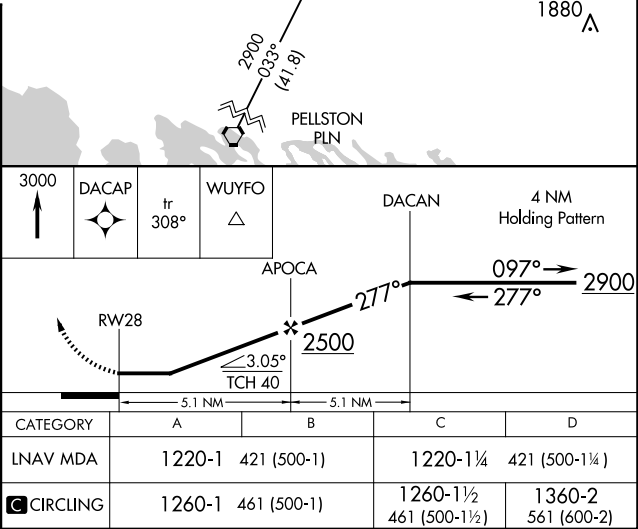 1880
2900
033°
(41.8)
PELLSTON
PLN
3000
DACAP
tr
308°
WUYFO
DACAN
4 NM
Holding Pattern
APOCA
097°
277°
277°
2900
RW28
2500
3.05°
TCH 40
5.1 NM
5.1 NM
CATEGORY A B C D
LNAV MDA 1220-1 421 (500-1) 1220-1¼ 421 (500-1¼)
C CIRCLING 1260-1 461 (500-1) 1260-1½ 461 (500-1½) 1360-2 561 (600-2)